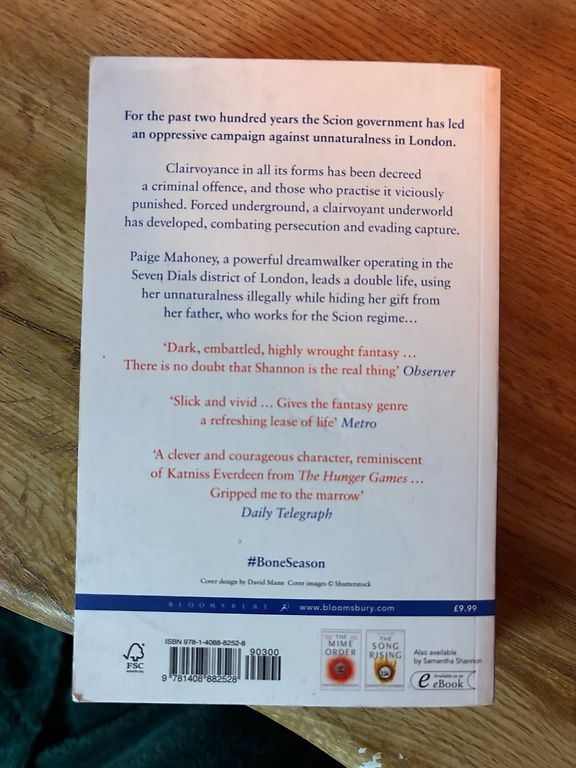 For the past two hundred years the Scion government has led
an oppressive campaign against unnaturalness in London.
Clairvoyance in all its forms has been decreed
a criminal offence, and those who practise it viciously
punished. Forced underground, a clairvoyant underworld
has developed, combating persecution and evading capture.
Paige Mahoney, a powerful dreamwalker operating in the
Seven Dials district of London, leads a double life, using
her unnaturalness illegally while hiding her gift from
her father, who works for the Scion regime…
‘Dark, embattled, highly wrought fantasy …
There is no doubt that Shannon is the real thing’ Observer
‘Slick and vivid … Gives the fantasy genre
a refreshing lease of life’ Metro
‘A clever and courageous character, reminiscent
of Katniss Everdeen from The Hunger Games …
Gripped me to the marrow’
Daily Telegraph
#BoneSeason
Cover design by David Mann Cover images © Shutterstock
BLOOMSBURY www.bloomsbury.com £9.99
FSC
ISBN 978-1-4088-8252-8
90300
9 781408 882528
THE
MIME
ORDER
THE
SONG
RISING
Also available
by Samantha Shannon
Available as an
e eBook